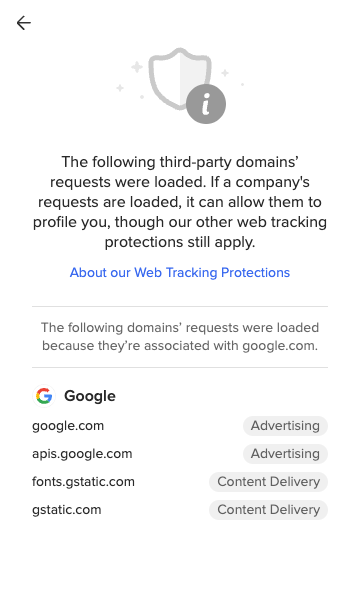 The following third-party domains’
requests were loaded. If a company's
requests are loaded, it can allow them to
profile you, though our other web tracking
protections still apply.
About our Web Tracking Protections
The following domains’ requests were loaded
because they’re associated with google.com.
Google
google.com Advertising
apis.google.com Advertising
fonts.gstatic.com Content Delivery
gstatic.com Content Delivery